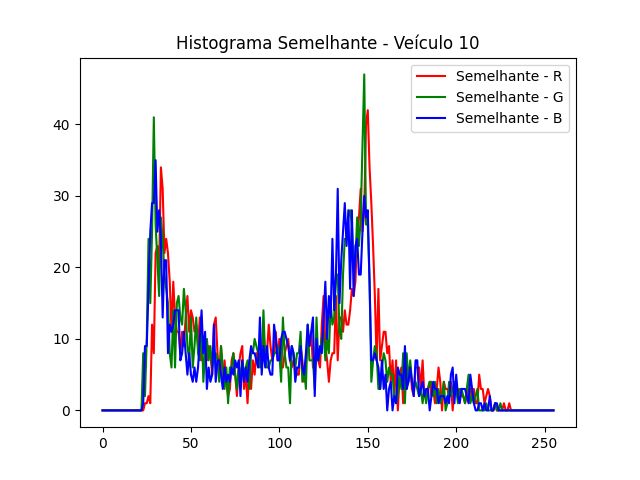 Histograma Semelhante - Veículo 10
Semelhante - R
Semelhante - G
Semelhante - B
40
30
20
10
0
0 50 100 150 200 250